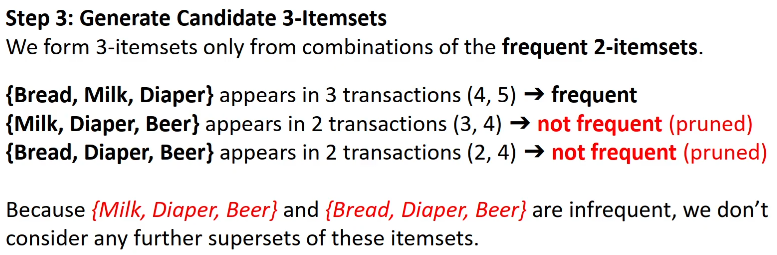 Step 3: Generate Candidate 3-Itemsets
We form 3-itemsets only from combinations of the frequent 2-itemsets.
{Bread, Milk, Diaper} appears in 3 transactions (4, 5) ➔ frequent
{Milk, Diaper, Beer} appears in 2 transactions (3, 4) ➔ not frequent (pruned)
{Bread, Diaper, Beer} appears in 2 transactions (2, 4) ➔ not frequent (pruned)
Because {Milk, Diaper, Beer} and {Bread, Diaper, Beer} are infrequent, we don’t
consider any further supersets of these itemsets.